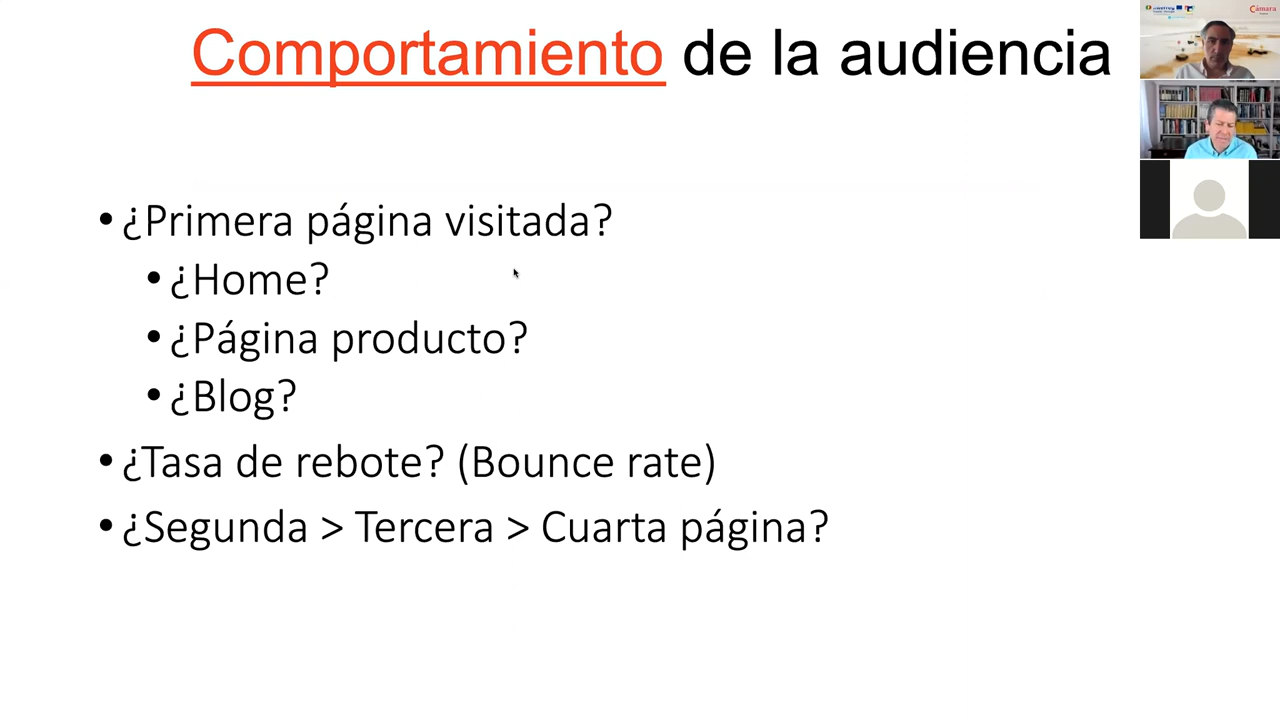 Comportamiento de la audiencia
Cámara
• ¿Primera página visitada?
• ¿Home?
• ¿Página producto?
• ¿Blog?
• ¿Tasa de rebote? (Bounce rate)
• ¿Segunda > Tercera > Cuarta página?